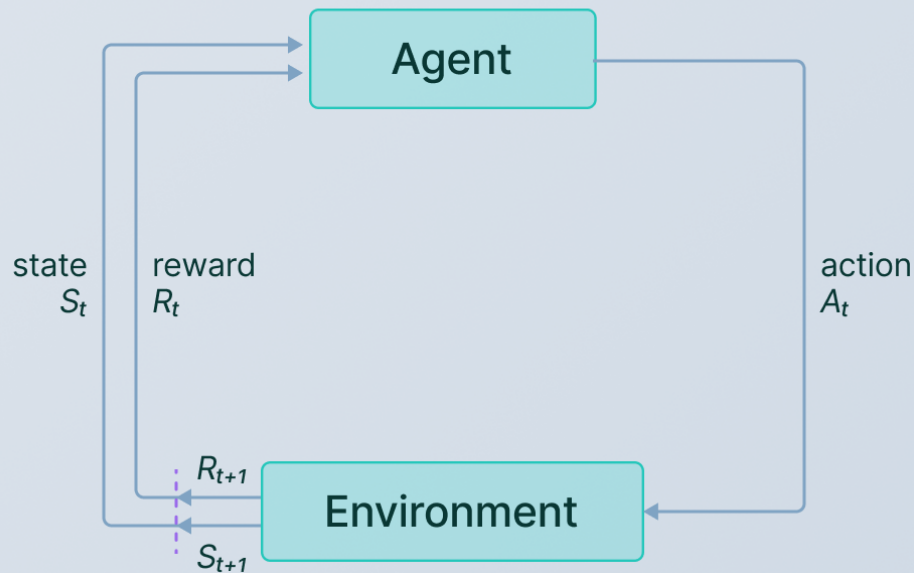 Agent
state
Sₜ
reward
Rₜ
action
Aₜ
Rₜ₊₁
Environment
Sₜ₊₁